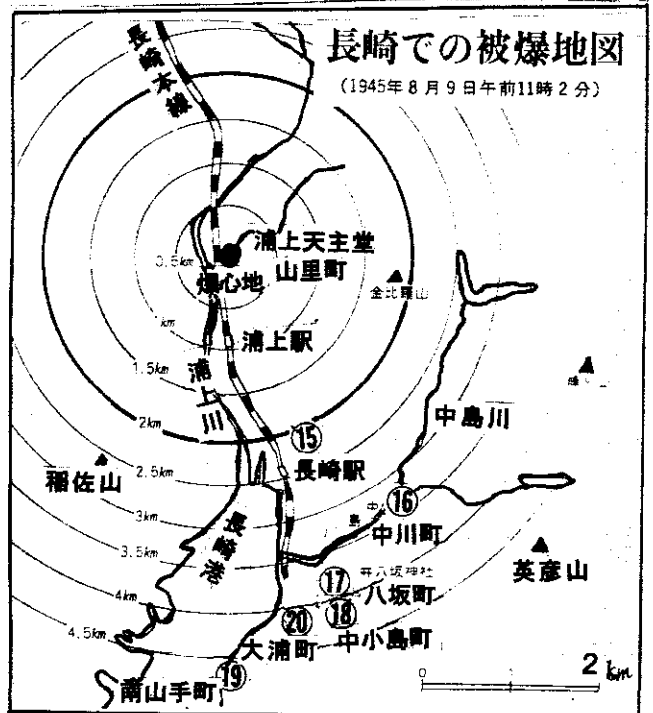 長崎での被爆地図
(1945年8月9日午前11時2分)
長崎本線
浦上天主堂
山里町
爆心地
金比羅山
浦上駅
1.5km
浦上川
2km
⑮
長崎駅
稲佐山
2.5km
中島川
⑯
中川町
3km
長崎港
3.5km
英彦山
⑰
八坂神社
八坂町
4km
⑱
⑳
中小島町
大浦町
4.5km
⑲
南山手町
0
2km